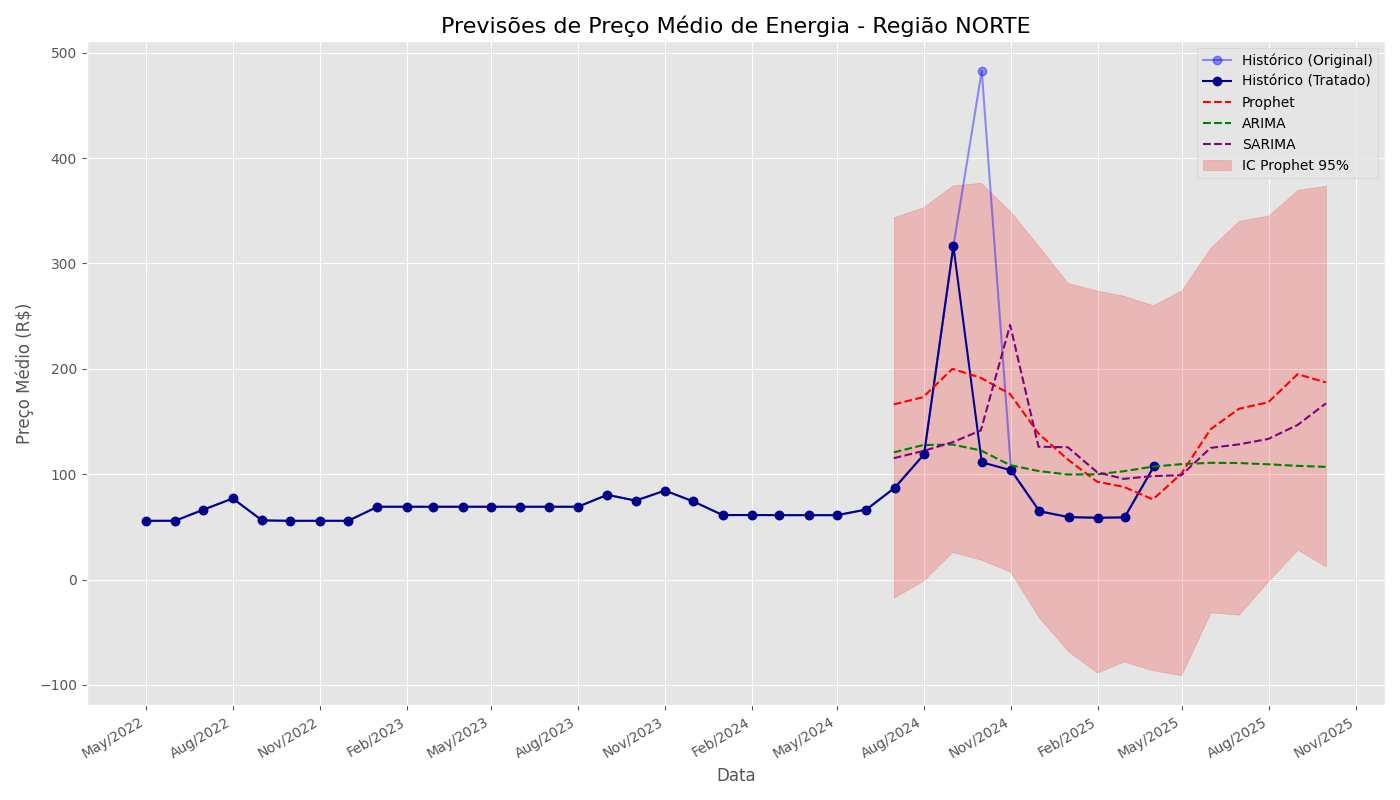 Previsões de Preço Médio de Energia - Região NORTE
Histórico (Original)
Histórico (Tratado)
Prophet
ARIMA
SARIMA
IC Prophet 95%
Preço Médio (R$)
500
400
300
200
100
0
−100
May/2022
Aug/2022
Nov/2022
Feb/2023
May/2023
Aug/2023
Nov/2023
Feb/2024
May/2024
Aug/2024
Nov/2024
Feb/2025
May/2025
Aug/2025
Nov/2025
Data